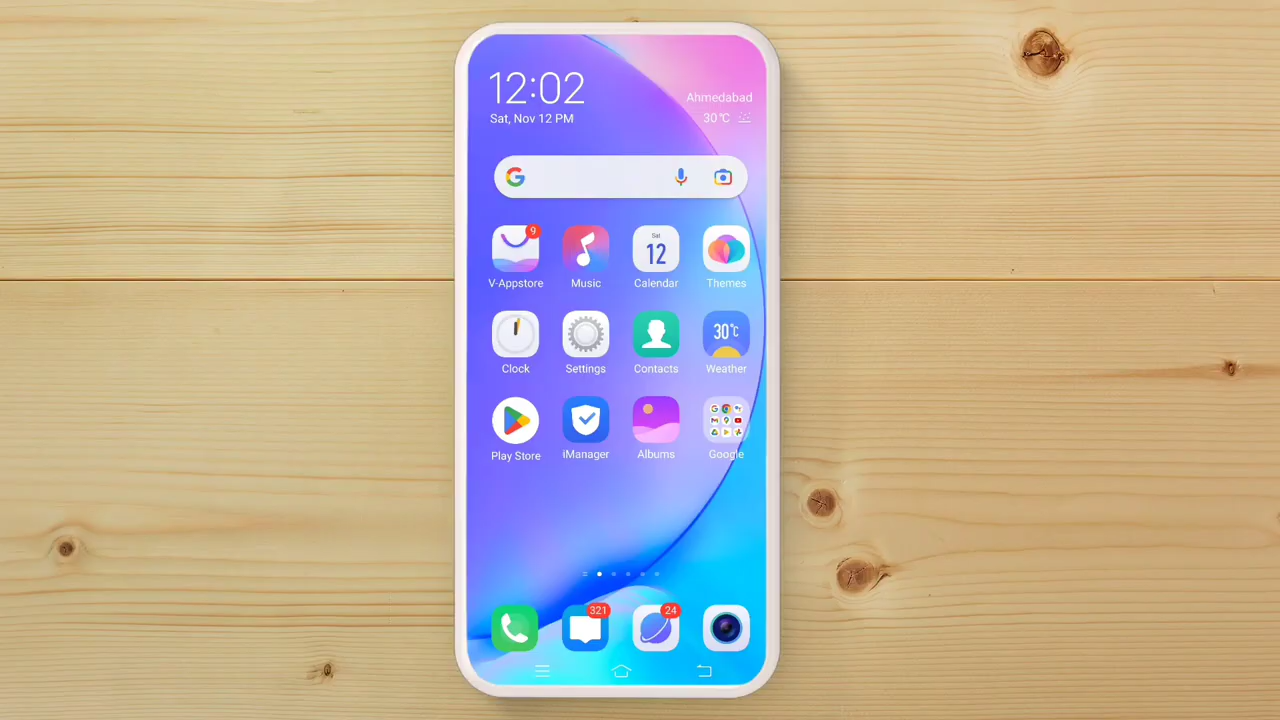 12:02
Sat, Nov 12 PM
Ahmedabad
30°C
9
Sat
12
30°C
V-Appstore
Music
Calendar
Themes
Clock
Settings
Contacts
Weather
Play Store
iManager
Albums
Google
321
24